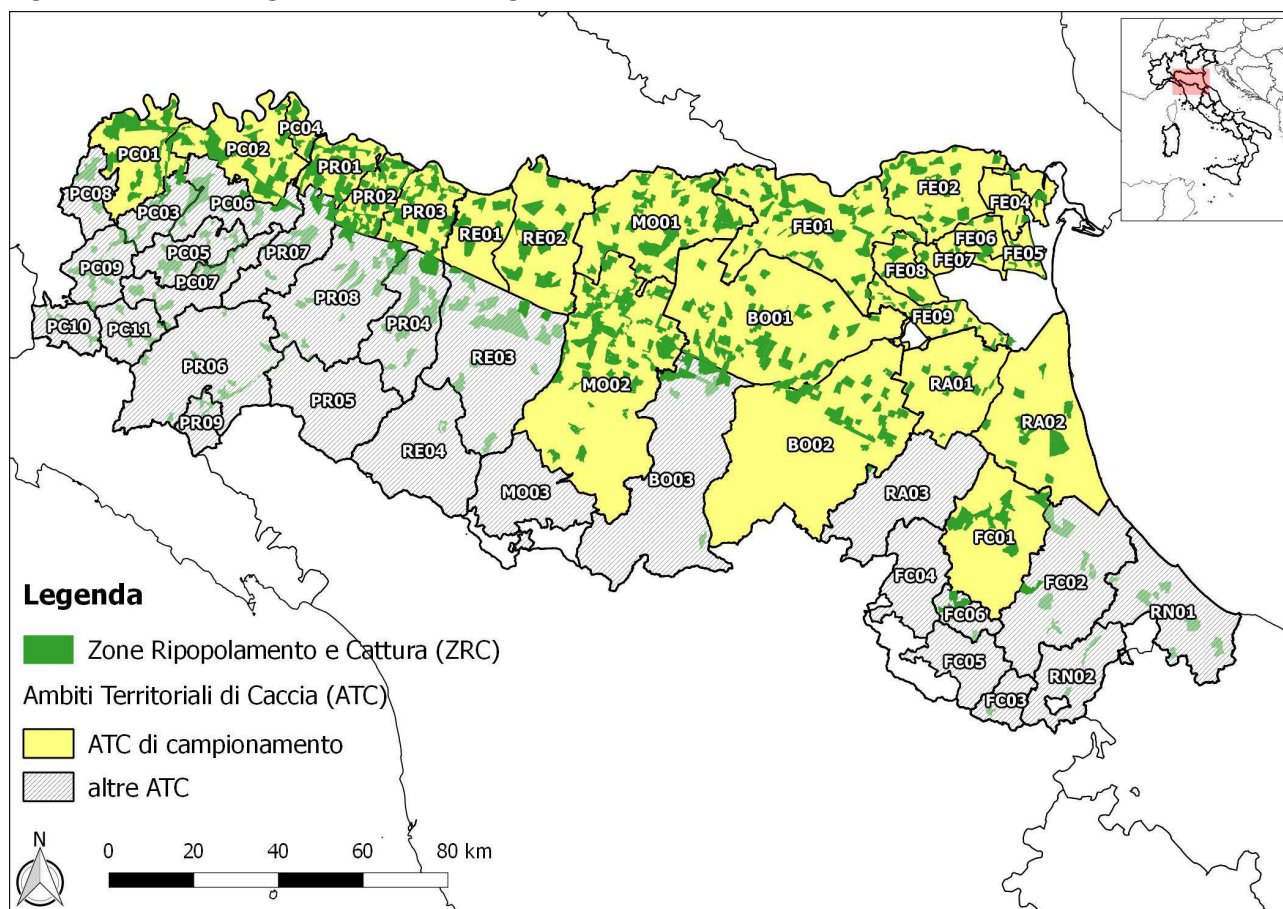 PC01
PC02
PC04
PR01
PR02
PR03
PC08
PC03
PC06
PC05
PC07
PC09
PC10
PC11
PR07
PR08
PR04
PR06
PR05
PR09
RE01
RE02
RE03
RE04
MO01
MO02
MO03
FE01
FE02
FE04
FE06
FE07
FE05
FE08
FE09
BO01
BO02
BO03
RA01
RA02
RA03
FC01
FC02
FC04
FC06
FC05
FC03
RN01
RN02
Legenda
Zone Ripopolamento e Cattura (ZRC)
Ambiti Territoriali di Caccia (ATC)
ATC di campionamento
altre ATC
N
0 20 40 60 80 km